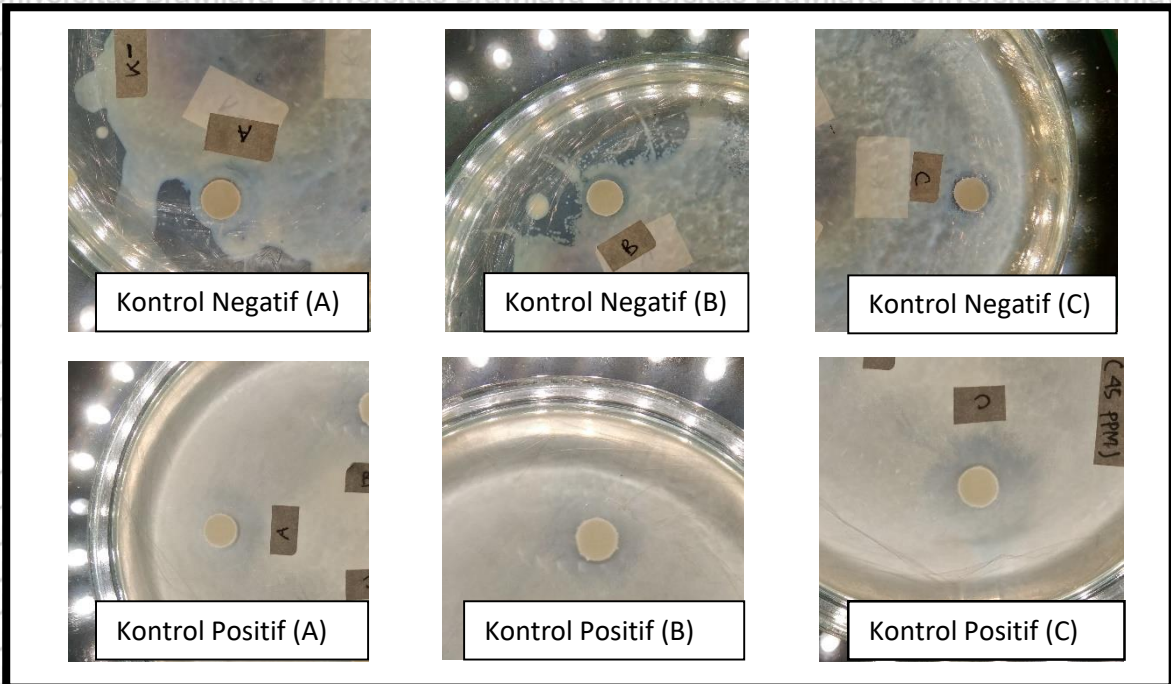 K-
A
B
C
Kontrol Negatif (A)
Kontrol Negatif (B)
Kontrol Negatif (C)
A
B
C
(45 PPM)
Kontrol Positif (A)
Kontrol Positif (B)
Kontrol Positif (C)